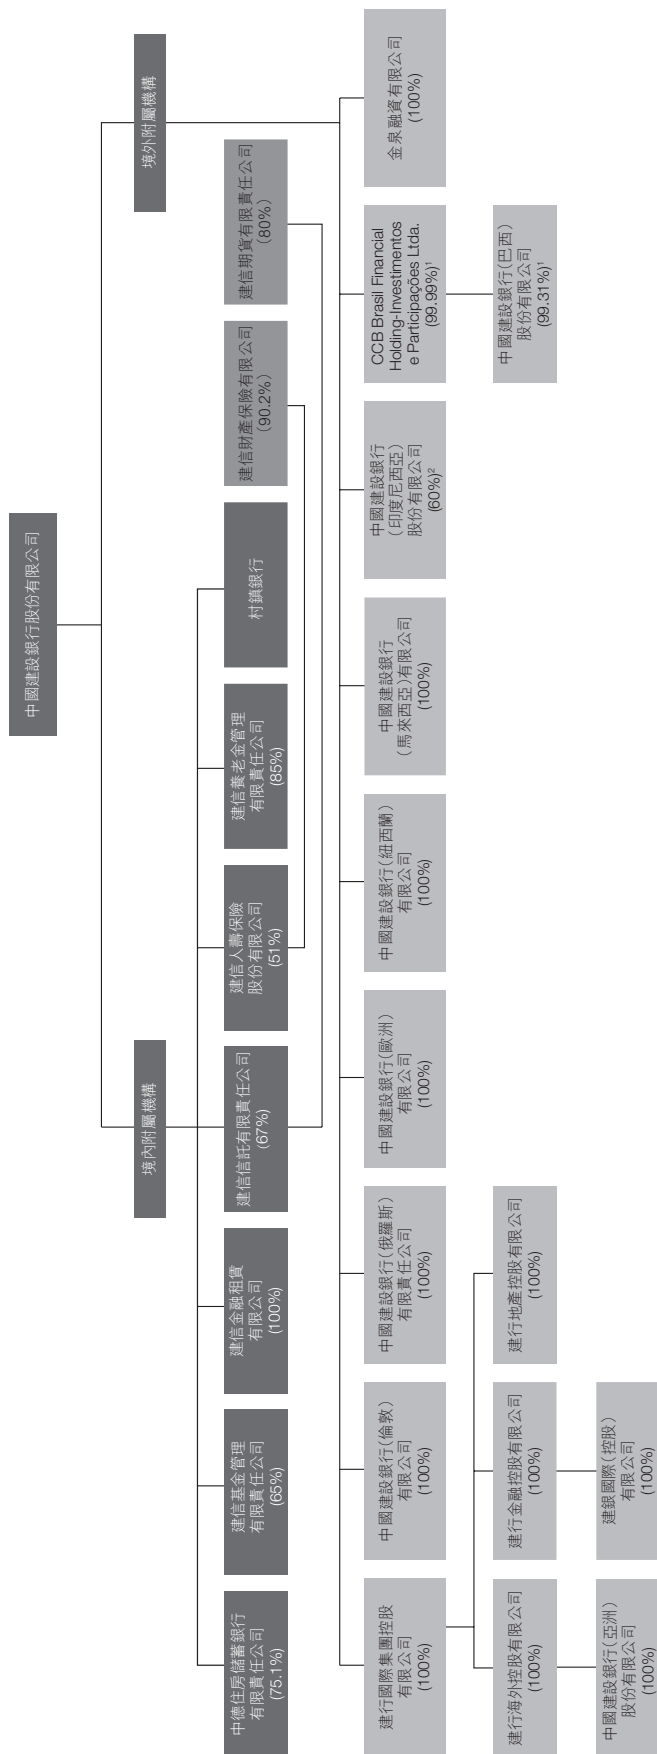 中國建設銀行股份有限公司
境內附屬機構
境外附屬機構
中德住房儲蓄銀行
有限責任公司
(75.1%)
建信基金管理
有限責任公司
(65%)
建信金融租賃
有限公司
(100%)
建信信託有限責任公司
(67%)
建信人壽保險
股份有限公司
(51%)
建信養老金管理
有限責任公司
(85%)
村鎮銀行
建信財產保險有限公司
(90.2%)
建信期貨有限責任公司
(80%)
建行國際集團控股
有限公司
(100%)
中國建設銀行(倫敦)
有限公司
(100%)
中國建設銀行(俄羅斯)
有限責任公司
(100%)
中國建設銀行(歐洲)
有限公司
(100%)
中國建設銀行(紐西蘭)
有限公司
(100%)
中國建設銀行
(馬來西亞)有限公司
(100%)
中國建設銀行
(印度尼西亞)
股份有限公司
(60%)²
CCB Brasil Financial
Holding-Investimentos
e Participações Ltda.
(99.99%)¹
金泉融資有限公司
(100%)
建行海外控股有限公司
(100%)
建行金融控股有限公司
(100%)
建行地產控股有限公司
(100%)
中國建設銀行(巴西)
股份有限公司
(99.31%)¹
中國建設銀行(亞洲)
股份有限公司
(100%)
建銀國際(控股)
有限公司
(100%)